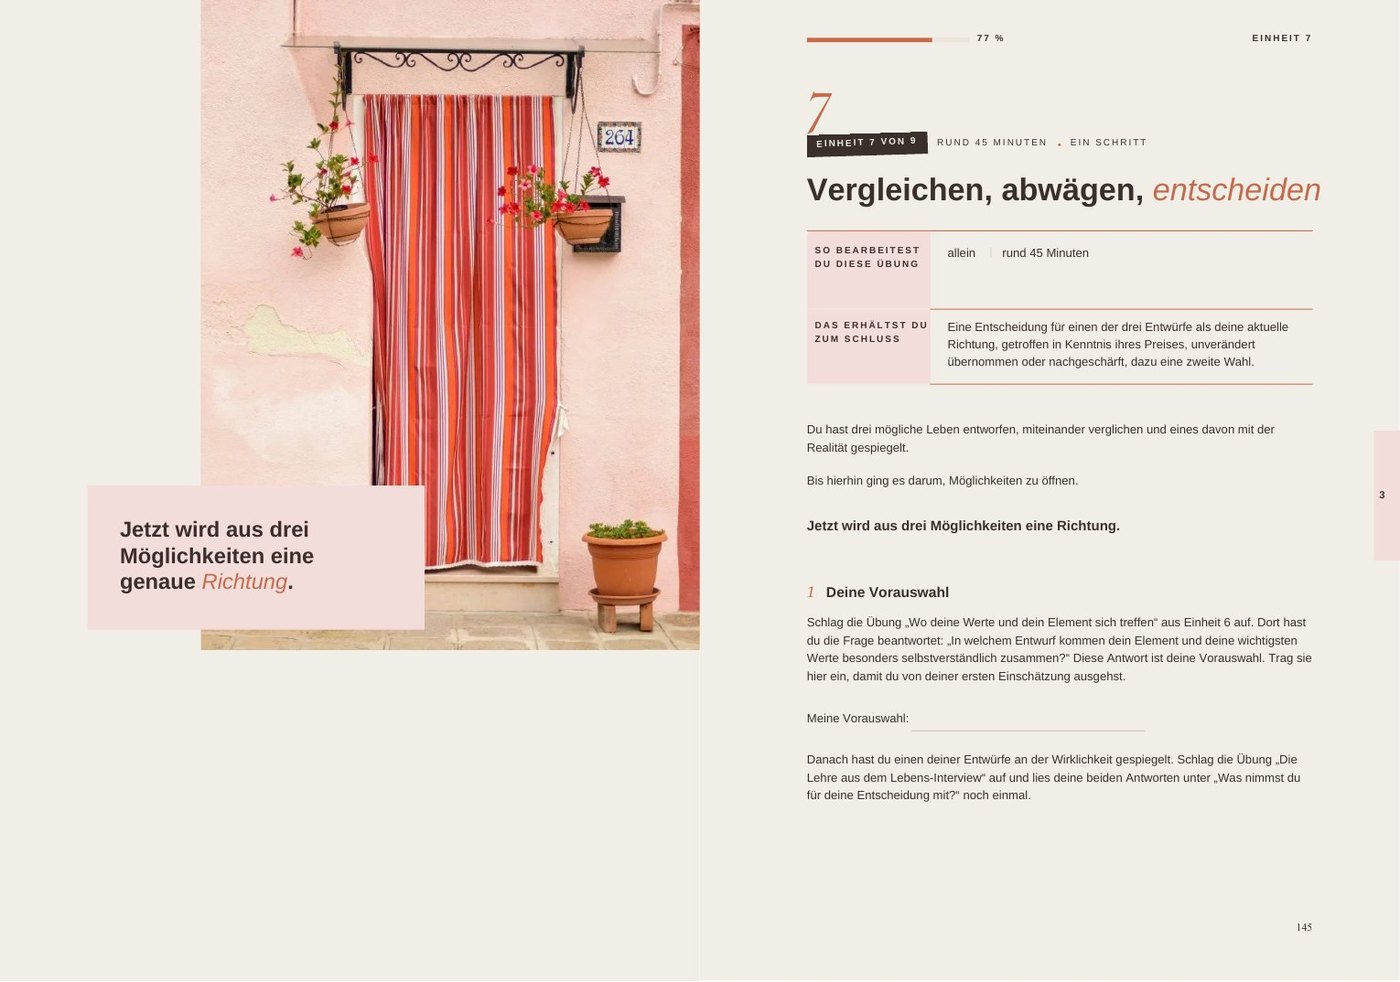 264
Jetzt wird aus drei
Möglichkeiten eine
genaue Richtung.
77 %
EINHEIT 7
7
EINHEIT 7 VON 9 RUND 45 MINUTEN . EIN SCHRITT
Vergleichen, abwägen, entscheiden
SO BEARBEITEST
DU DIESE ÜBUNG
allein | rund 45 Minuten
DAS ERHÄLTST DU
ZUM SCHLUSS
Eine Entscheidung für einen der drei Entwürfe als deine aktuelle
Richtung, getroffen in Kenntnis ihres Preises, unverändert
übernommen oder nachgeschärft, dazu eine zweite Wahl.
Du hast drei mögliche Leben entworfen, miteinander verglichen und eines davon mit der
Realität gespiegelt.
Bis hierhin ging es darum, Möglichkeiten zu öffnen.
3
Jetzt wird aus drei Möglichkeiten eine Richtung.
1 Deine Vorauswahl
Schlag die Übung „Wo deine Werte und dein Element sich treffen“ aus Einheit 6 auf. Dort hast
du die Frage beantwortet: „In welchem Entwurf kommen dein Element und deine wichtigsten
Werte besonders selbstverständlich zusammen?“ Diese Antwort ist deine Vorauswahl. Trag sie
hier ein, damit du von deiner ersten Einschätzung ausgehst.
Meine Vorauswahl:
Danach hast du einen deiner Entwürfe an der Wirklichkeit gespiegelt. Schlag die Übung „Die
Lehre aus dem Lebens-Interview“ auf und lies deine beiden Antworten unter „Was nimmst du
für deine Entscheidung mit?“ noch einmal.
145